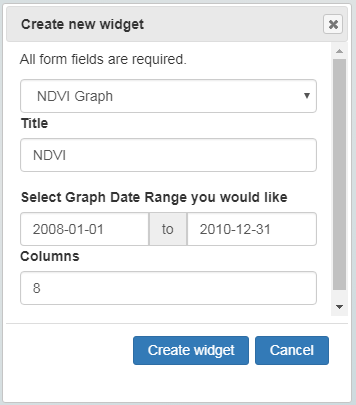 Create new widget
All form fields are required.
NDVI Graph
Title
NDVI
Select Graph Date Range you would like
2008-01-01 to 2010-12-31
Columns
8
Create widget Cancel